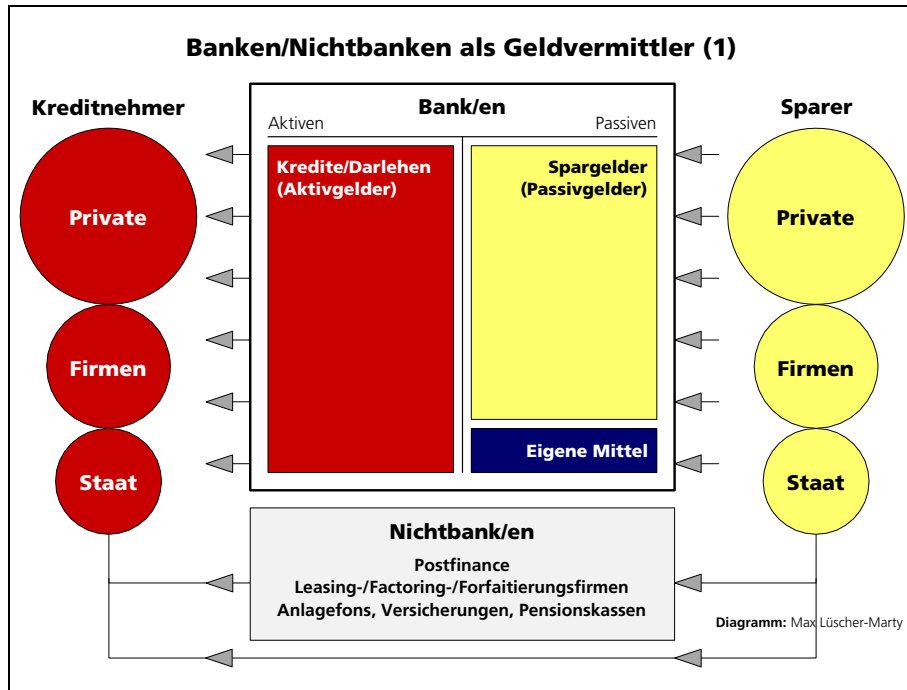 Banken/Nichtbanken als Geldvermittler (1)
Kreditnehmer
Bank/en
Sparer
Aktiven
Passiven
Kredite/Darlehen
(Aktivgelder)
Spargelder
(Passivgelder)
Private
Private
Firmen
Firmen
Eigene Mittel
Staat
Staat
Nichtbank/en
Postfinance
Leasing-/Factoring-/Forfaitierungsfirmen
Anlagefons, Versicherungen, Pensionskassen
Diagramm: Max Lüscher-Marty